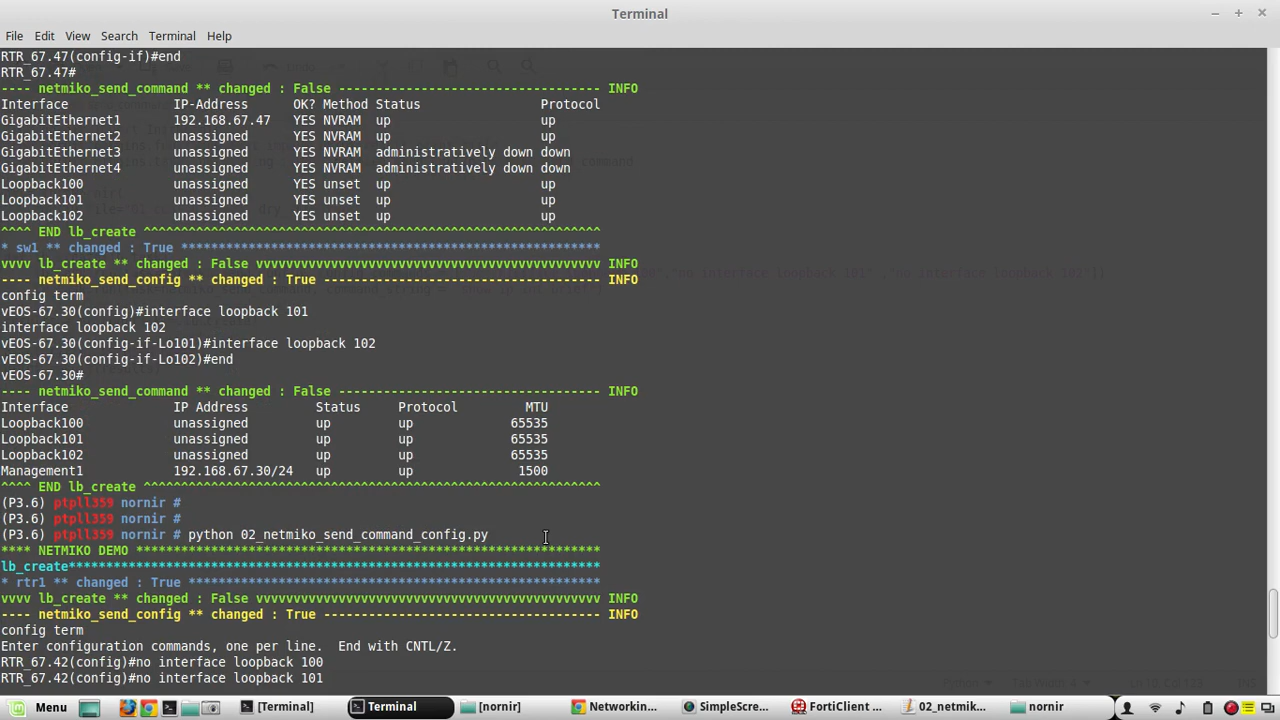 Terminal
File Edit View Search Terminal Help
RTR_67.47(config-if)#end
RTR_67.47#
---- netmiko_send_command ** changed : False ---------------------------------- INFO
Interface IP-Address OK? Method Status Protocol
GigabitEthernet1 192.168.67.47 YES NVRAM up up
GigabitEthernet2 unassigned YES NVRAM up up
GigabitEthernet3 unassigned YES NVRAM administratively down down
GigabitEthernet4 unassigned YES NVRAM administratively down down
Loopback100 unassigned YES unset up up
Loopback101 unassigned YES unset up up
Loopback102 unassigned YES unset up up
^^^^ END lb_create ^^^^^^^^^^^^^^^^^^^^^^^^^^^^^^^^^^^^^^^^^^^^^^^^^^^^^^^^^^^^^
* sw1 ** changed : True ********************************************************
vvvv lb_create ** changed : False vvvvvvvvvvvvvvvvvvvvvvvvvvvvvvvvvvvvvvvvvvvvvv INFO
---- netmiko_send_config ** changed : True ------------------------------------- INFO
config term
vEOS-67.30(config)#interface loopback 101
interface loopback 102
vEOS-67.30(config-if-Lo101)#interface loopback 102
vEOS-67.30(config-if-Lo102)#end
vEOS-67.30#
---- netmiko_send_command ** changed : False ----------------------------------- INFO
Interface IP Address Status Protocol MTU
Loopback100 unassigned up up 65535
Loopback101 unassigned up up 65535
Loopback102 unassigned up up 65535
Management1 192.168.67.30/24 up up 1500
^^^^ END lb_create ^^^^^^^^^^^^^^^^^^^^^^^^^^^^^^^^^^^^^^^^^^^^^^^^^^^^^^^^^^^^^
(P3.6) ptpll359 nornir #
(P3.6) ptpll359 nornir #
(P3.6) ptpll359 nornir # python 02_netmiko_send_command_config.py
**** NETMIKO DEMO **************************************************************
lb_create***********************************************************************
* rtr1 ** changed : True *******************************************************
vvvv lb_create ** changed : False vvvvvvvvvvvvvvvvvvvvvvvvvvvvvvvvvvvvvvvvvvvvvv INFO
---- netmiko_send_config ** changed : True ------------------------------------- INFO
config term
Enter configuration commands, one per line. End with CNTL/Z.
RTR_67.42(config)#no interface loopback 100
RTR_67.42(config)#no interface loopback 101
Menu [Terminal] Terminal [nornir] Networkin... SimpleScre... FortiClient ... 02_netmik... nornir